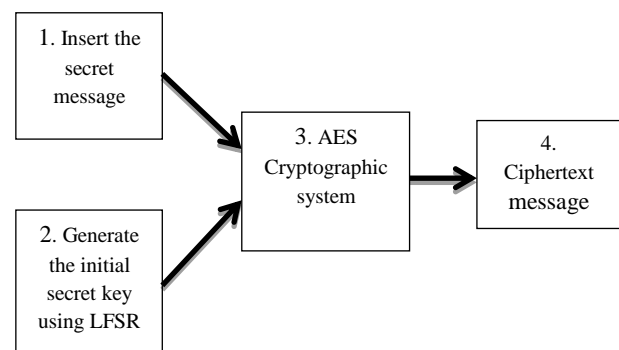 1. Insert the
secret
message
2. Generate
the initial
secret key
using LFSR
3. AES
Cryptographic
system
4.
Ciphertext
message